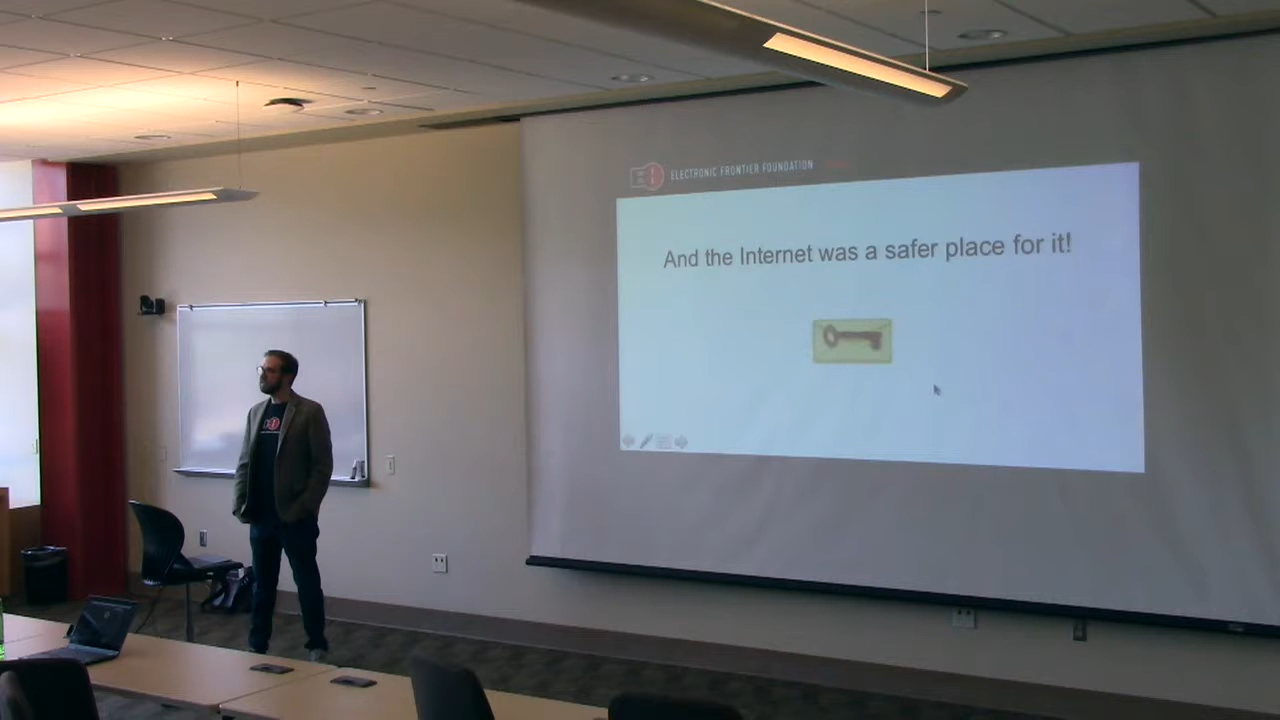 ELECTRONIC FRONTIER FOUNDATION
And the Internet was a safer place for it!